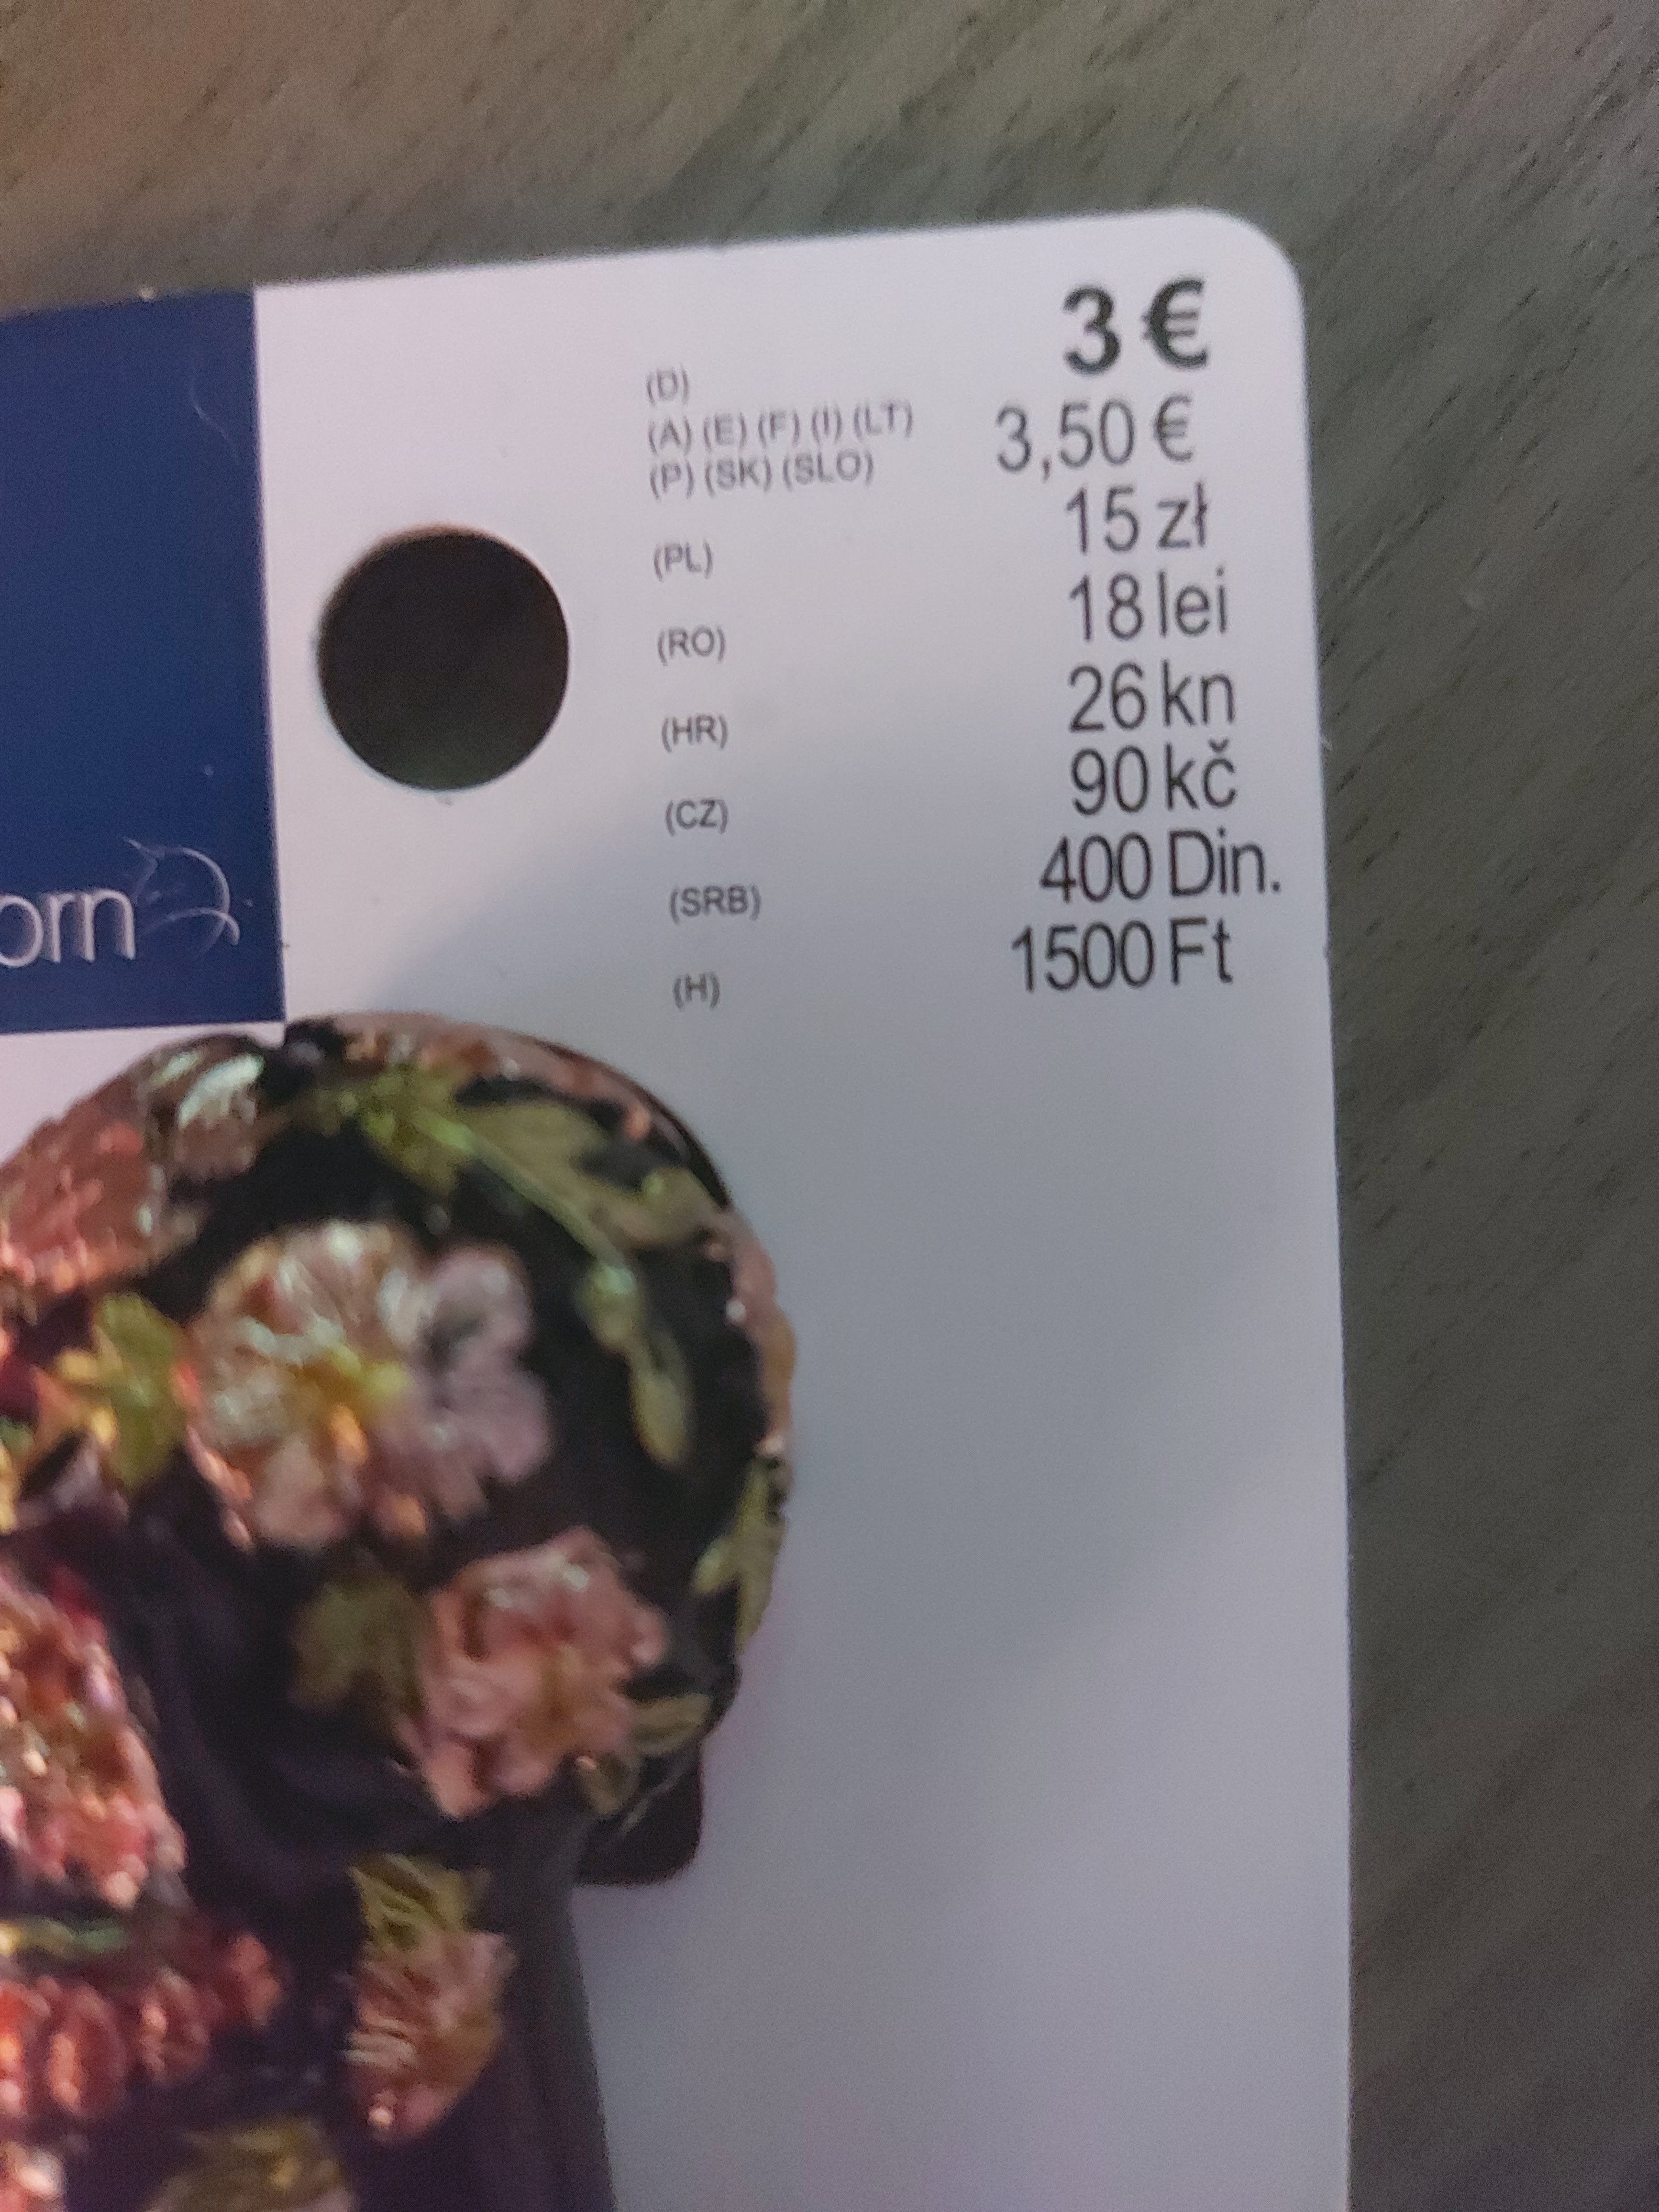 3 €
(D)
(A) (E) (F) (I) (LT) 3,50 €
(P) (SK) (SLO)
(PL) 15 zł
(RO) 18 lei
(HR) 26 kn
(CZ) 90 kč
(SRB) 400 Din.
(H) 1500 Ft
orn